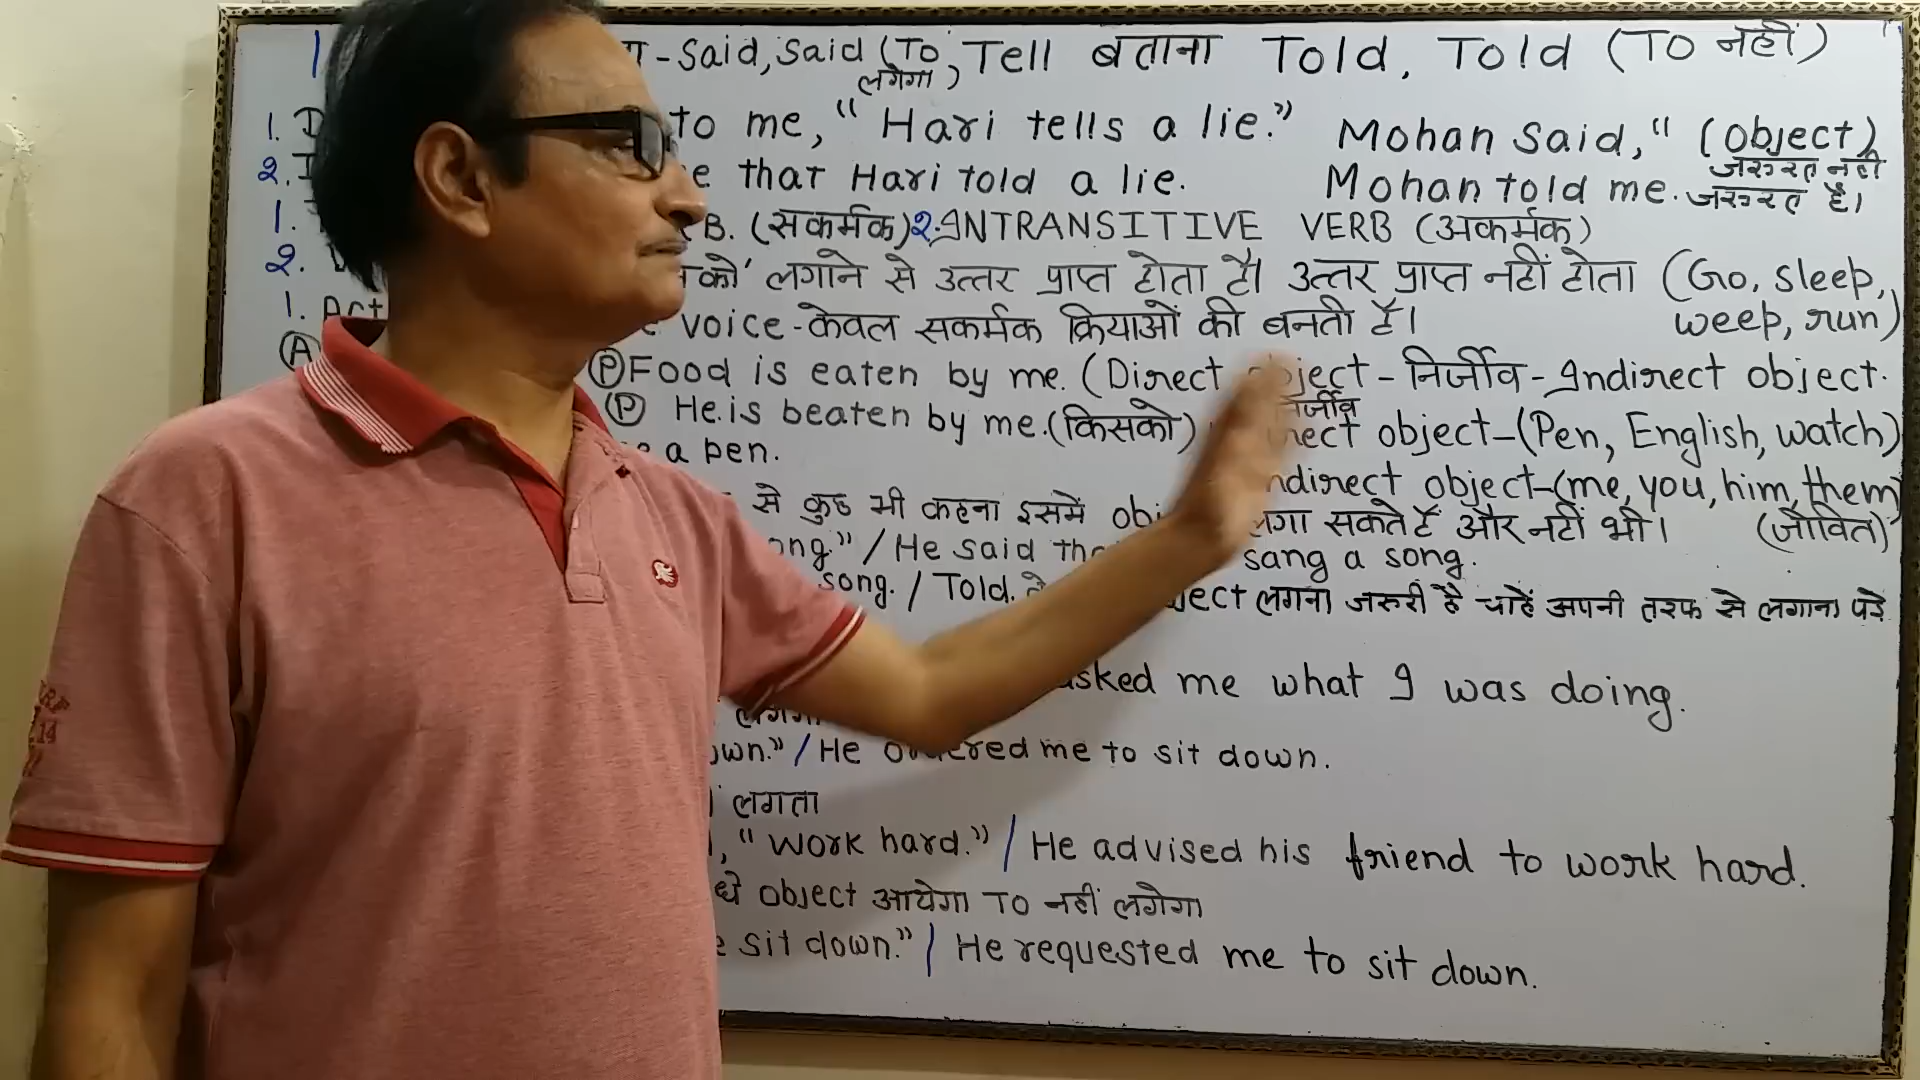 - Said, Said (To, Tell बताना Told, Told (TO नहीं)
लगेगा)
1. D to me, "Hari tells a lie." Mohan Said, " (object)
जरुरत नहीं
2. I that Hari told a lie. Mohan told me. जरुरत है।
1. B. (सकर्मक) 2. INTRANSITIVE VERB (अकर्मक)
2. को' लगाने से उत्तर प्राप्त होता है। उत्तर प्राप्त नहीं होता (Go, sleep,
weep, run)
1. Act voice - केवल सकर्मक क्रियाओं की बनती है।
(A) (P) Food is eaten by me. (Direct object - निर्जीव - Indirect object.
(P) He is beaten by me. (किसको) object - (Pen, English, watch)
a pen.
object - (me, you, him, them)
से कुछ भी कहना इसमें लगा सकते हैं और नहीं भी। (जीवित)
/ He said sang a song.
song. / Told. लगना जरुरी है चाहें अपनी तरफ से लगाना पड़े
asked me what I was doing.
/ He ordered me to sit down.
लगता
, "Work hard." / He advised his friend to work hard.
object आयेगा TO नहीं लगेगा
sit down." / He requested me to sit down.